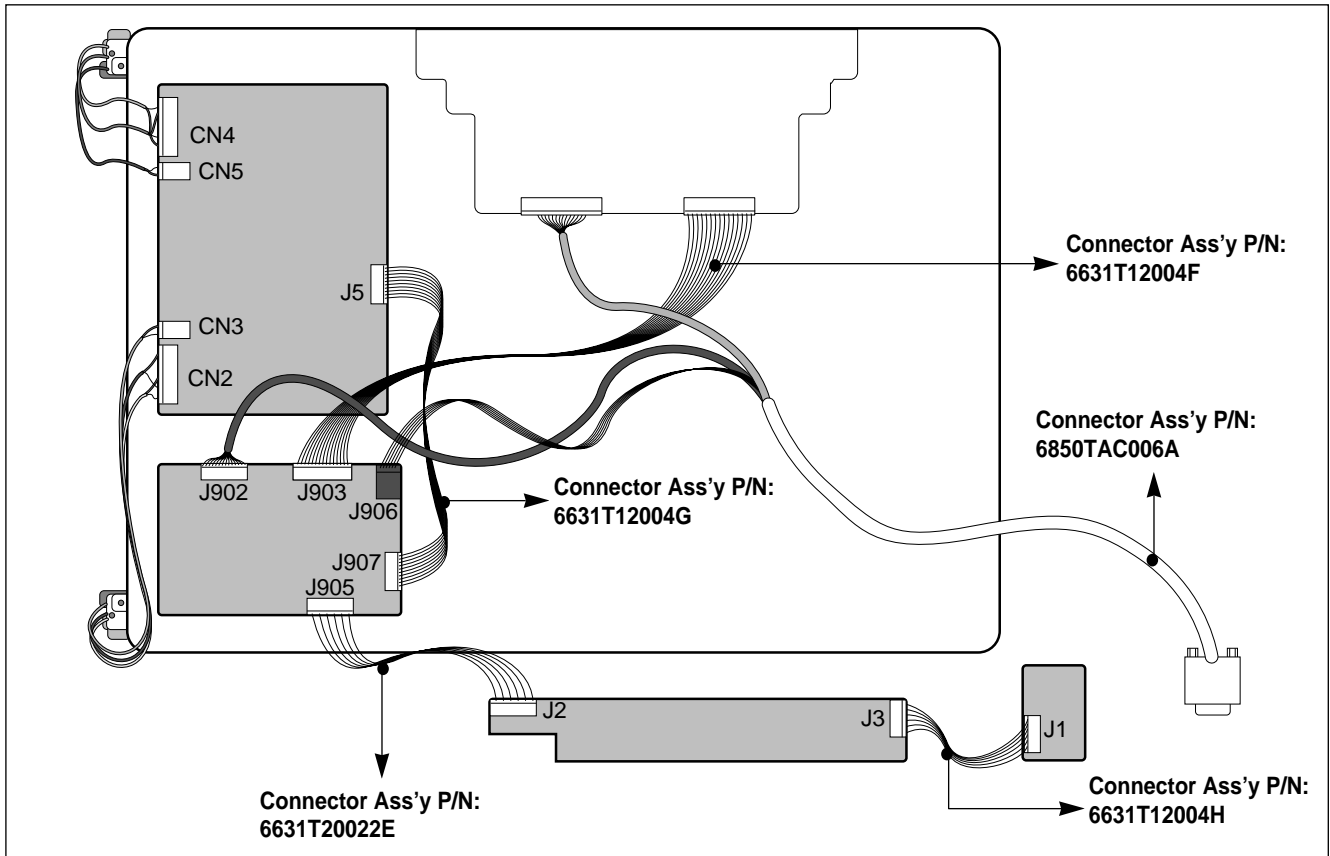 CN4
CN5
J5
CN3
CN2
Connector Ass'y P/N:
6631T12004F
Connector Ass'y P/N:
6850TAC006A
J902
J903
J906
Connector Ass'y P/N:
6631T12004G
J907
J905
J2
J3
J1
Connector Ass'y P/N:
6631T20022E
Connector Ass'y P/N:
6631T12004H